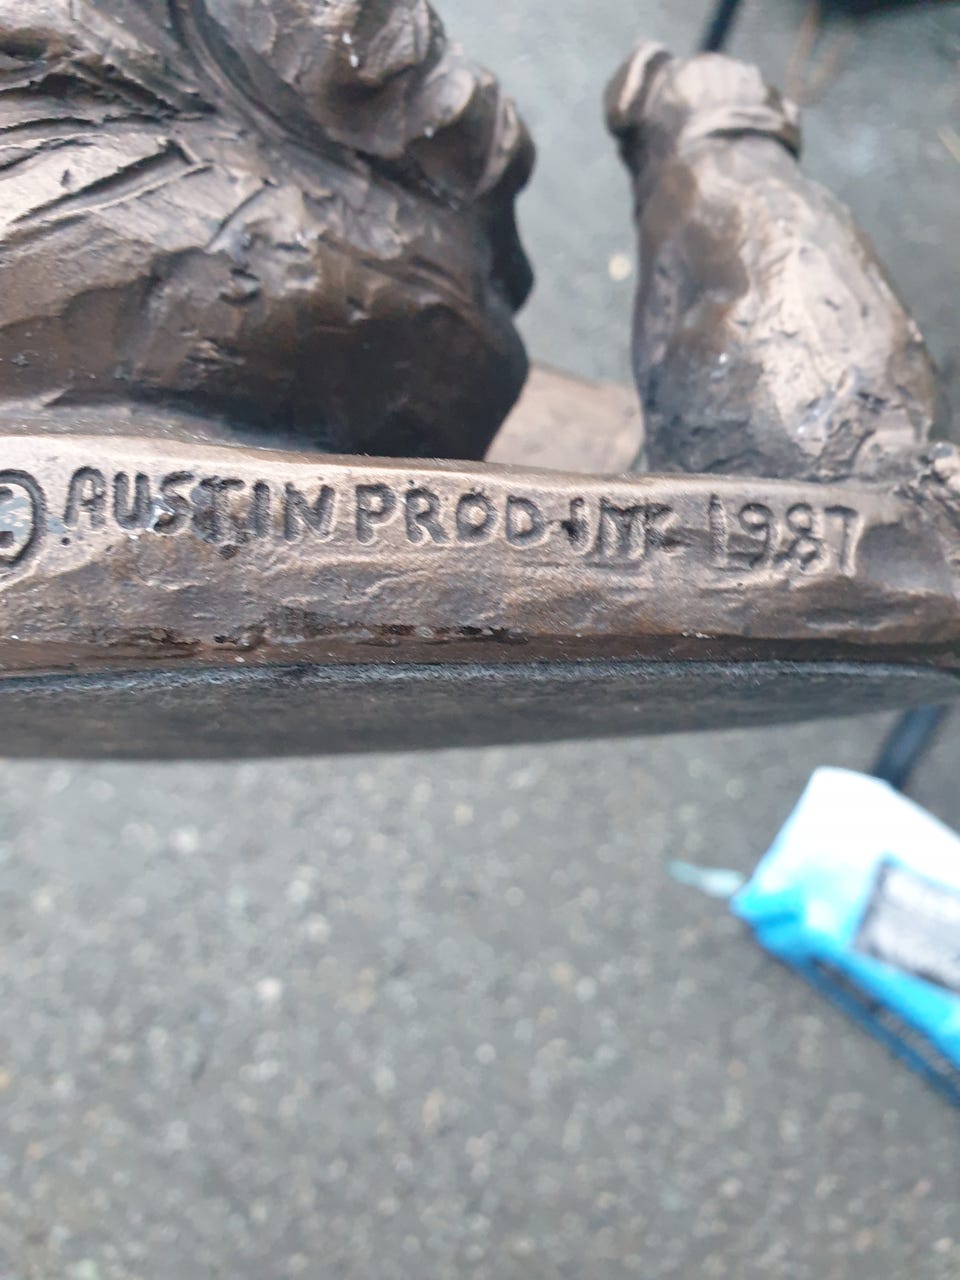 © AUSTIN PROD INC 1987